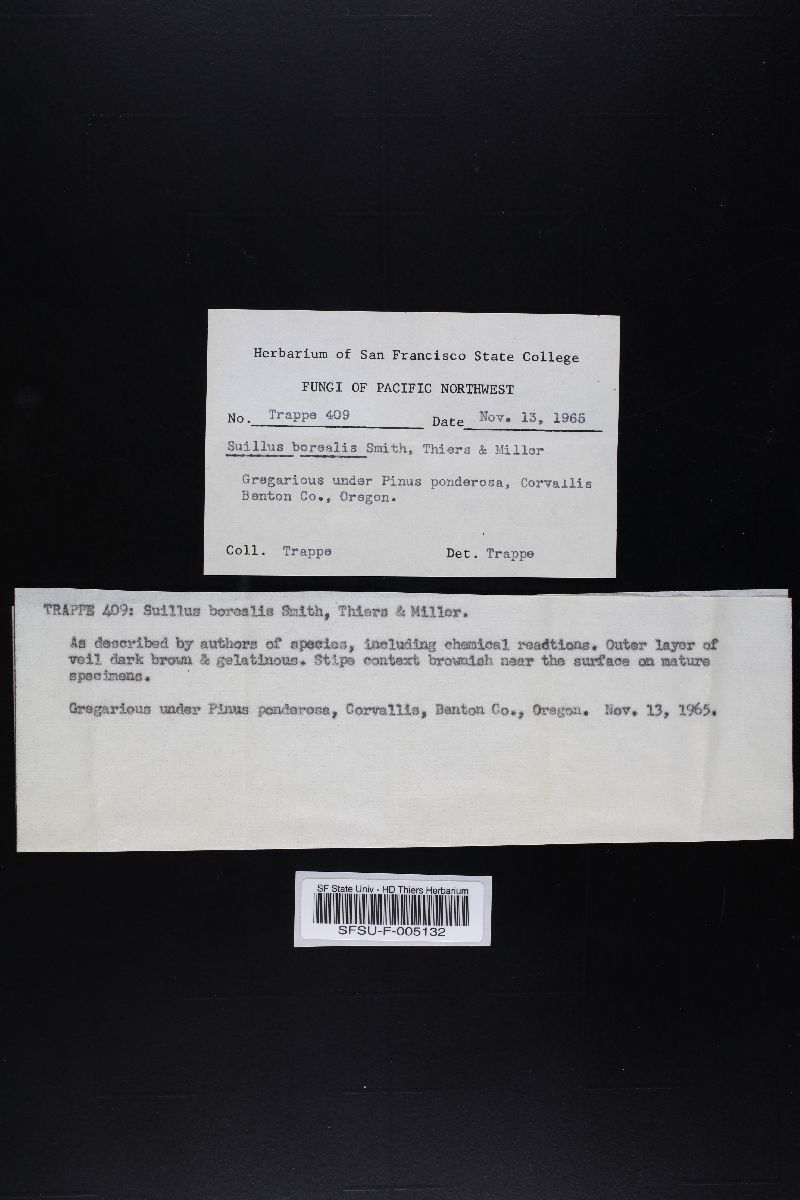 Herbarium of San Francisco State College
FUNGI OF PACIFIC NORTHWEST
No. Trappe 409 Date Nov. 13, 1965
Suillus borealis Smith, Thiers & Miller
Gregarious under Pinus ponderosa, Corvallis
Benton Co., Oregon.
Coll. Trappe Det. Trappe
TRAPPE 409: Suillus borealis Smith, Thiers & Miller.
As described by authors of species, including chemical readtions. Outer layer of
veil dark brown & gelatinous. Stipe context brownish near the surface on mature
specimens.
Gregarious under Pinus ponderosa, Corvallis, Benton Co., Oregon. Nov. 13, 1965.
SF State Univ - HD Thiers Herbarium
SFSU-F-005132